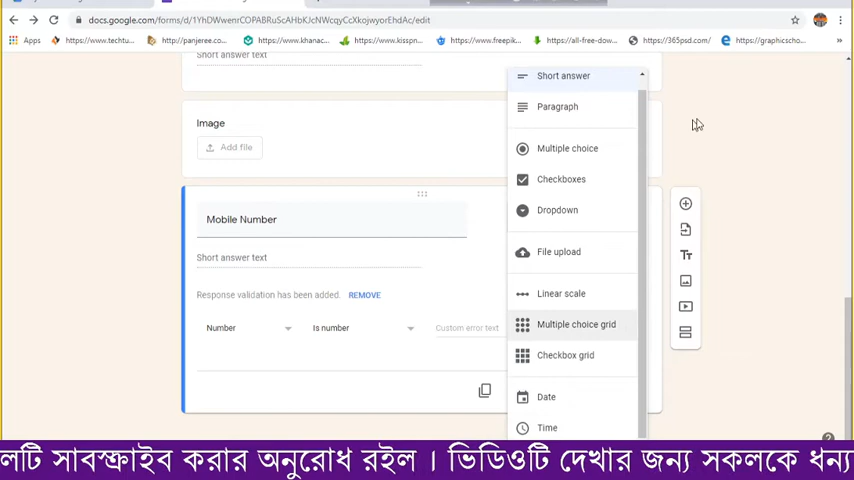 docs.google.com/forms/d/1YhDWwenrCOPABRuScAHbKJcNWcqyCcXkojwyorEhdAc/edit
Apps https://www.techtu... http://panjeree.co... https://www.khanac... https://www.kisspn... https://www.freepik... https://all-free-dow... https://365psd.com/ https://graphicscho... »
Short answer text
Short answer
Paragraph
Image
Add file
Multiple choice
Checkboxes
Dropdown
Mobile Number
File upload
Short answer text
Response validation has been added. REMOVE
Linear scale
Number Is number Custom error text
Multiple choice grid
Checkbox grid
Date
Time
লটি সাবস্ক্রাইব করার অনুরোধ রইল । ভিডিওটি দেখার জন্য সকলকে ধন্য